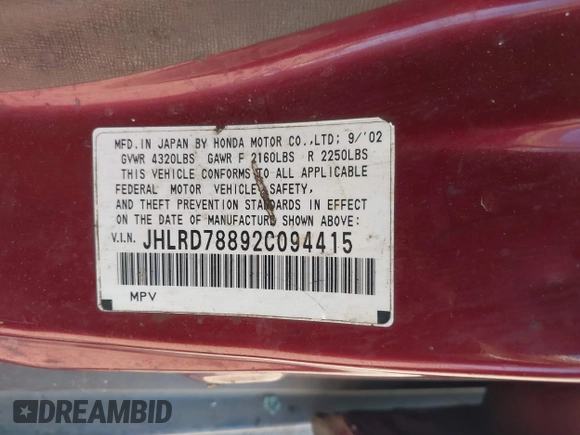 MFD.IN JAPAN BY HONDA MOTOR CO.,LTD; 9/'02
GVWR 4320LBS GAWR F 2160LBS R 2250LBS
THIS VEHICLE CONFORMS TO ALL APPLICABLE
FEDERAL MOTOR VEHICLE SAFETY,
AND THEFT PREVENTION STANDARDS IN EFFECT
ON THE DATE OF MANUFACTURE SHOWN ABOVE:
V.I.N. JHLRD78892C094415
MPV
DREAMBID